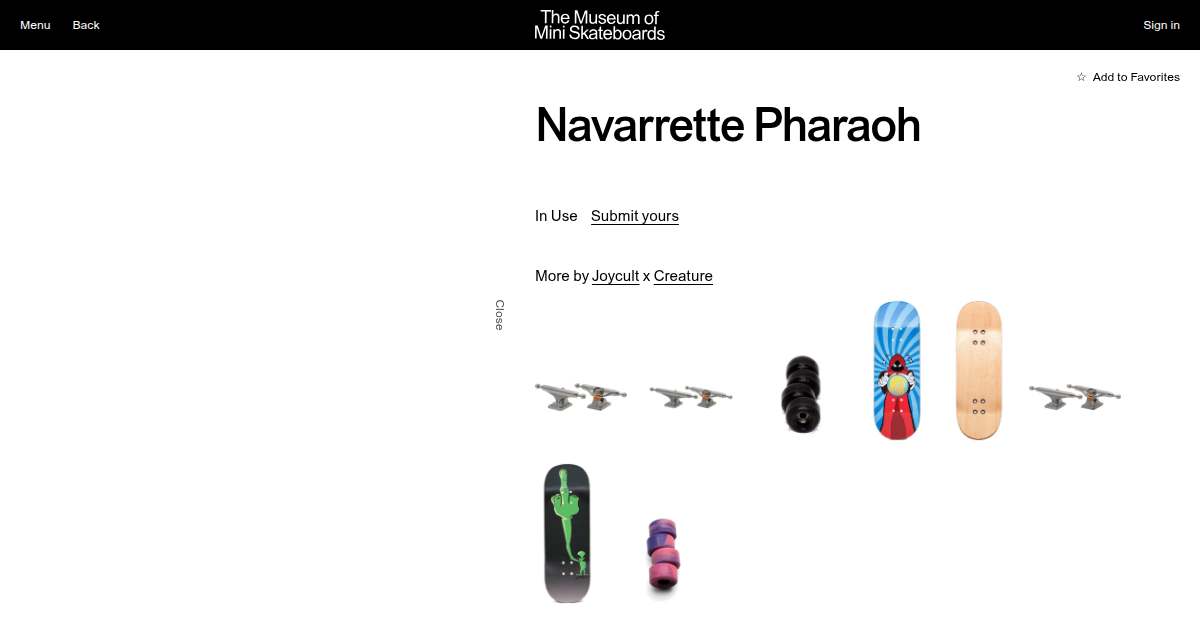 Menu
Back
The Museum of
Mini Skateboards
Sign in
☆ Add to Favorites
Navarrette Pharaoh
In Use Submit yours
More by Joycult x Creature
Close